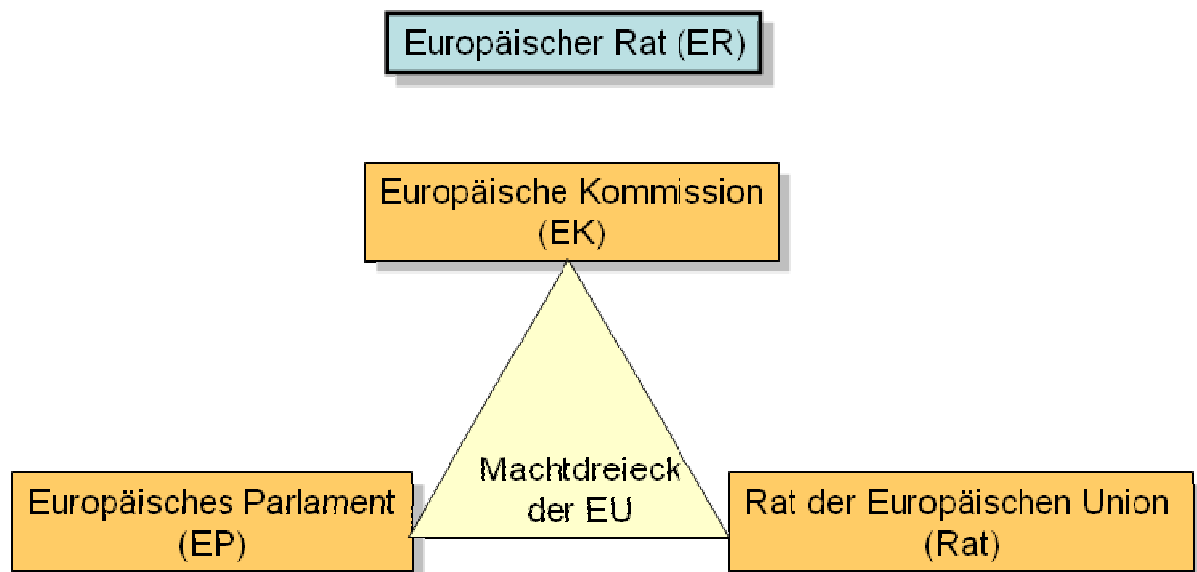 Europäischer Rat (ER)
Europäische Kommission
(EK)
Machtdreieck
der EU
Europäisches Parlament
(EP)
Rat der Europäischen Union
(Rat)